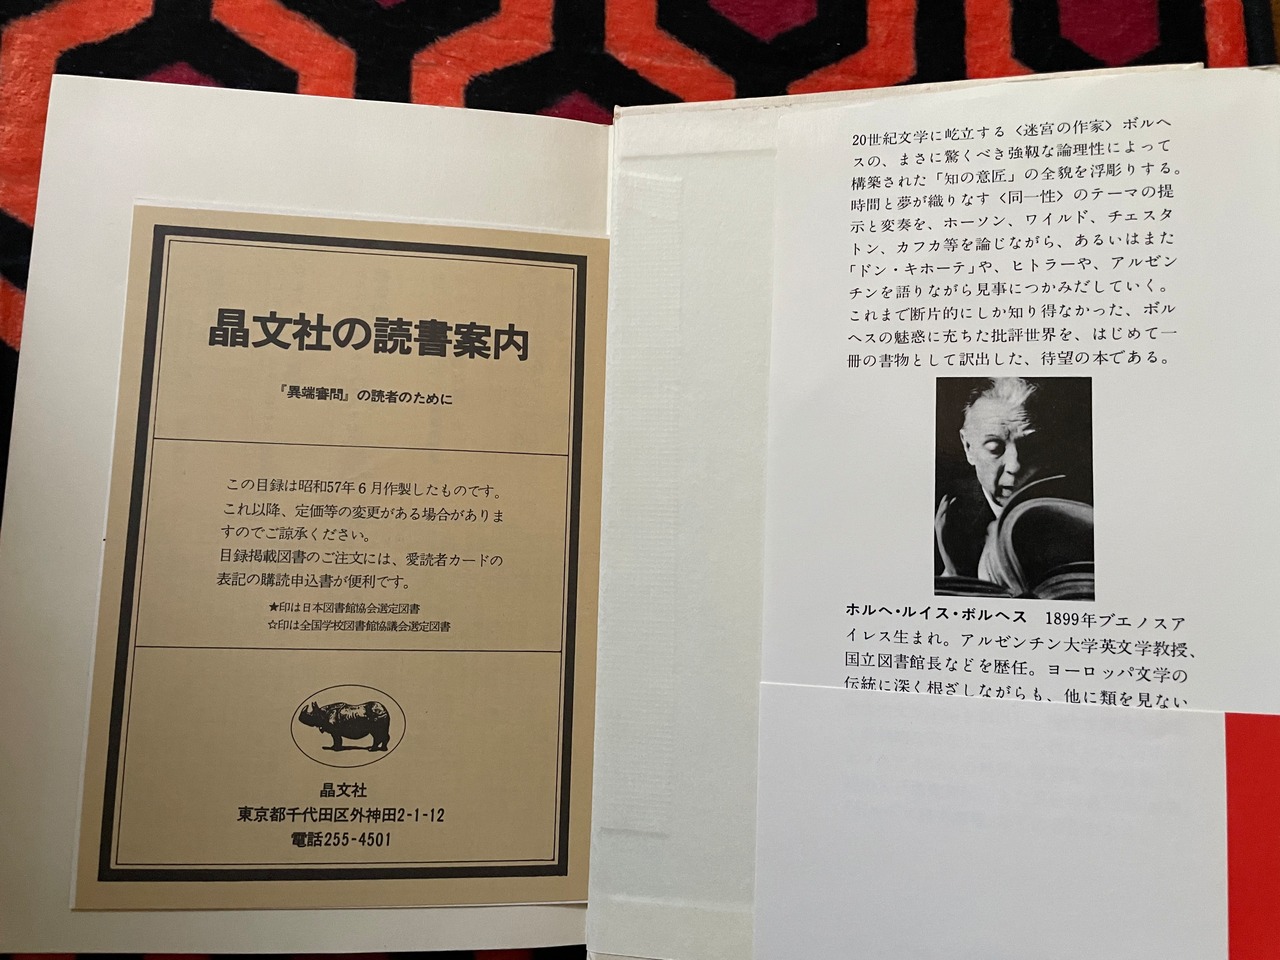 晶文社の読書案内
『異端審問』の読者のために
この目録は昭和57年6月作製したものです。
これ以降、定価等の変更がある場合がありま
すのでご諒承ください。
目録掲載図書のご注文には、愛読者カードの
表記の購読申込書が便利です。
★印は日本図書館協会選定図書
☆印は全国学校図書館協議会選定図書
晶文社
東京都千代田区外神田2-1-12
電話255-4501
20世紀文学に屹立する〈迷宮の作家〉ボルヘ
スの、まさに驚くべき強靱な論理性によって
構築された「知の意匠」の全貌を浮彫りする。
時間と夢が織りなす〈同一性〉のテーマの提
示と変奏を、ホーソン、ワイルド、チェスタ
トン、カフカ等を論じながら、あるいはまた
「ドン・キホーテ」や、ヒトラーや、アルゼン
チンを語りながら見事につかみだしていく。
これまで断片的にしか知り得なかった、ボル
ヘスの魅惑に充ちた批評世界を、はじめて一
冊の書物として訳出した、待望の本である。
ホルヘ・ルイス・ボルヘス　1899年ブエノスア
イレス生まれ。アルゼンチン大学英文学教授、
国立図書館長などを歴任。ヨーロッパ文学の
伝統に深く根ざしながらも、他に類を見ない